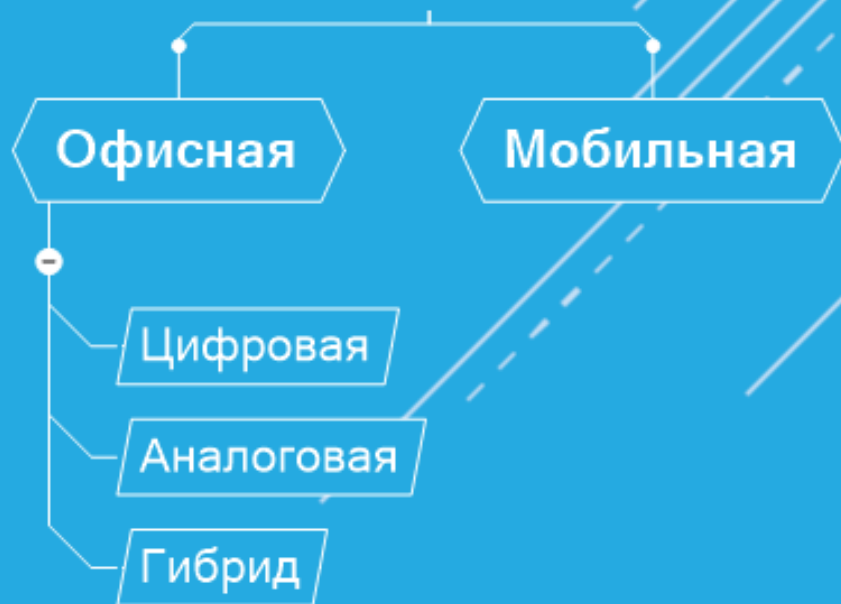 Офисная
Мобильная
Цифровая
Аналоговая
Гибрид